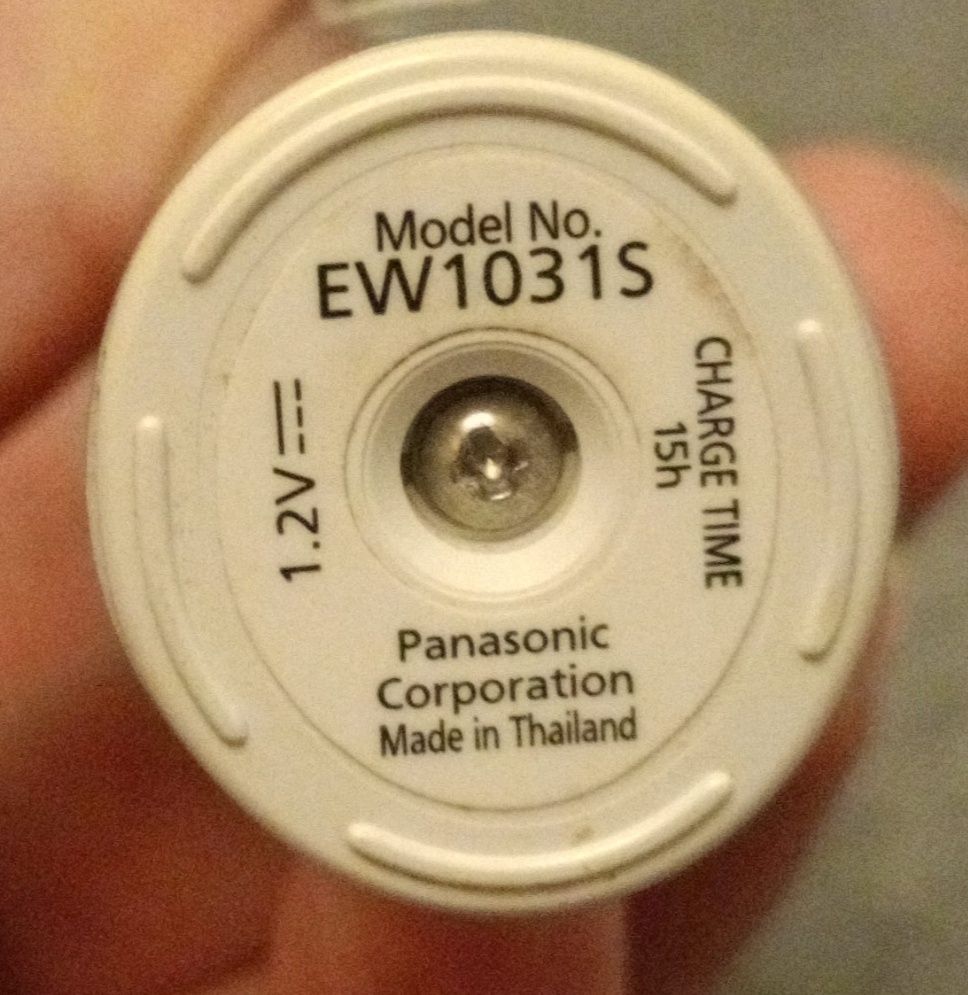 Model No.
EW1031S
1.2V⎓
CHARGE TIME
15h
Panasonic
Corporation
Made in Thailand